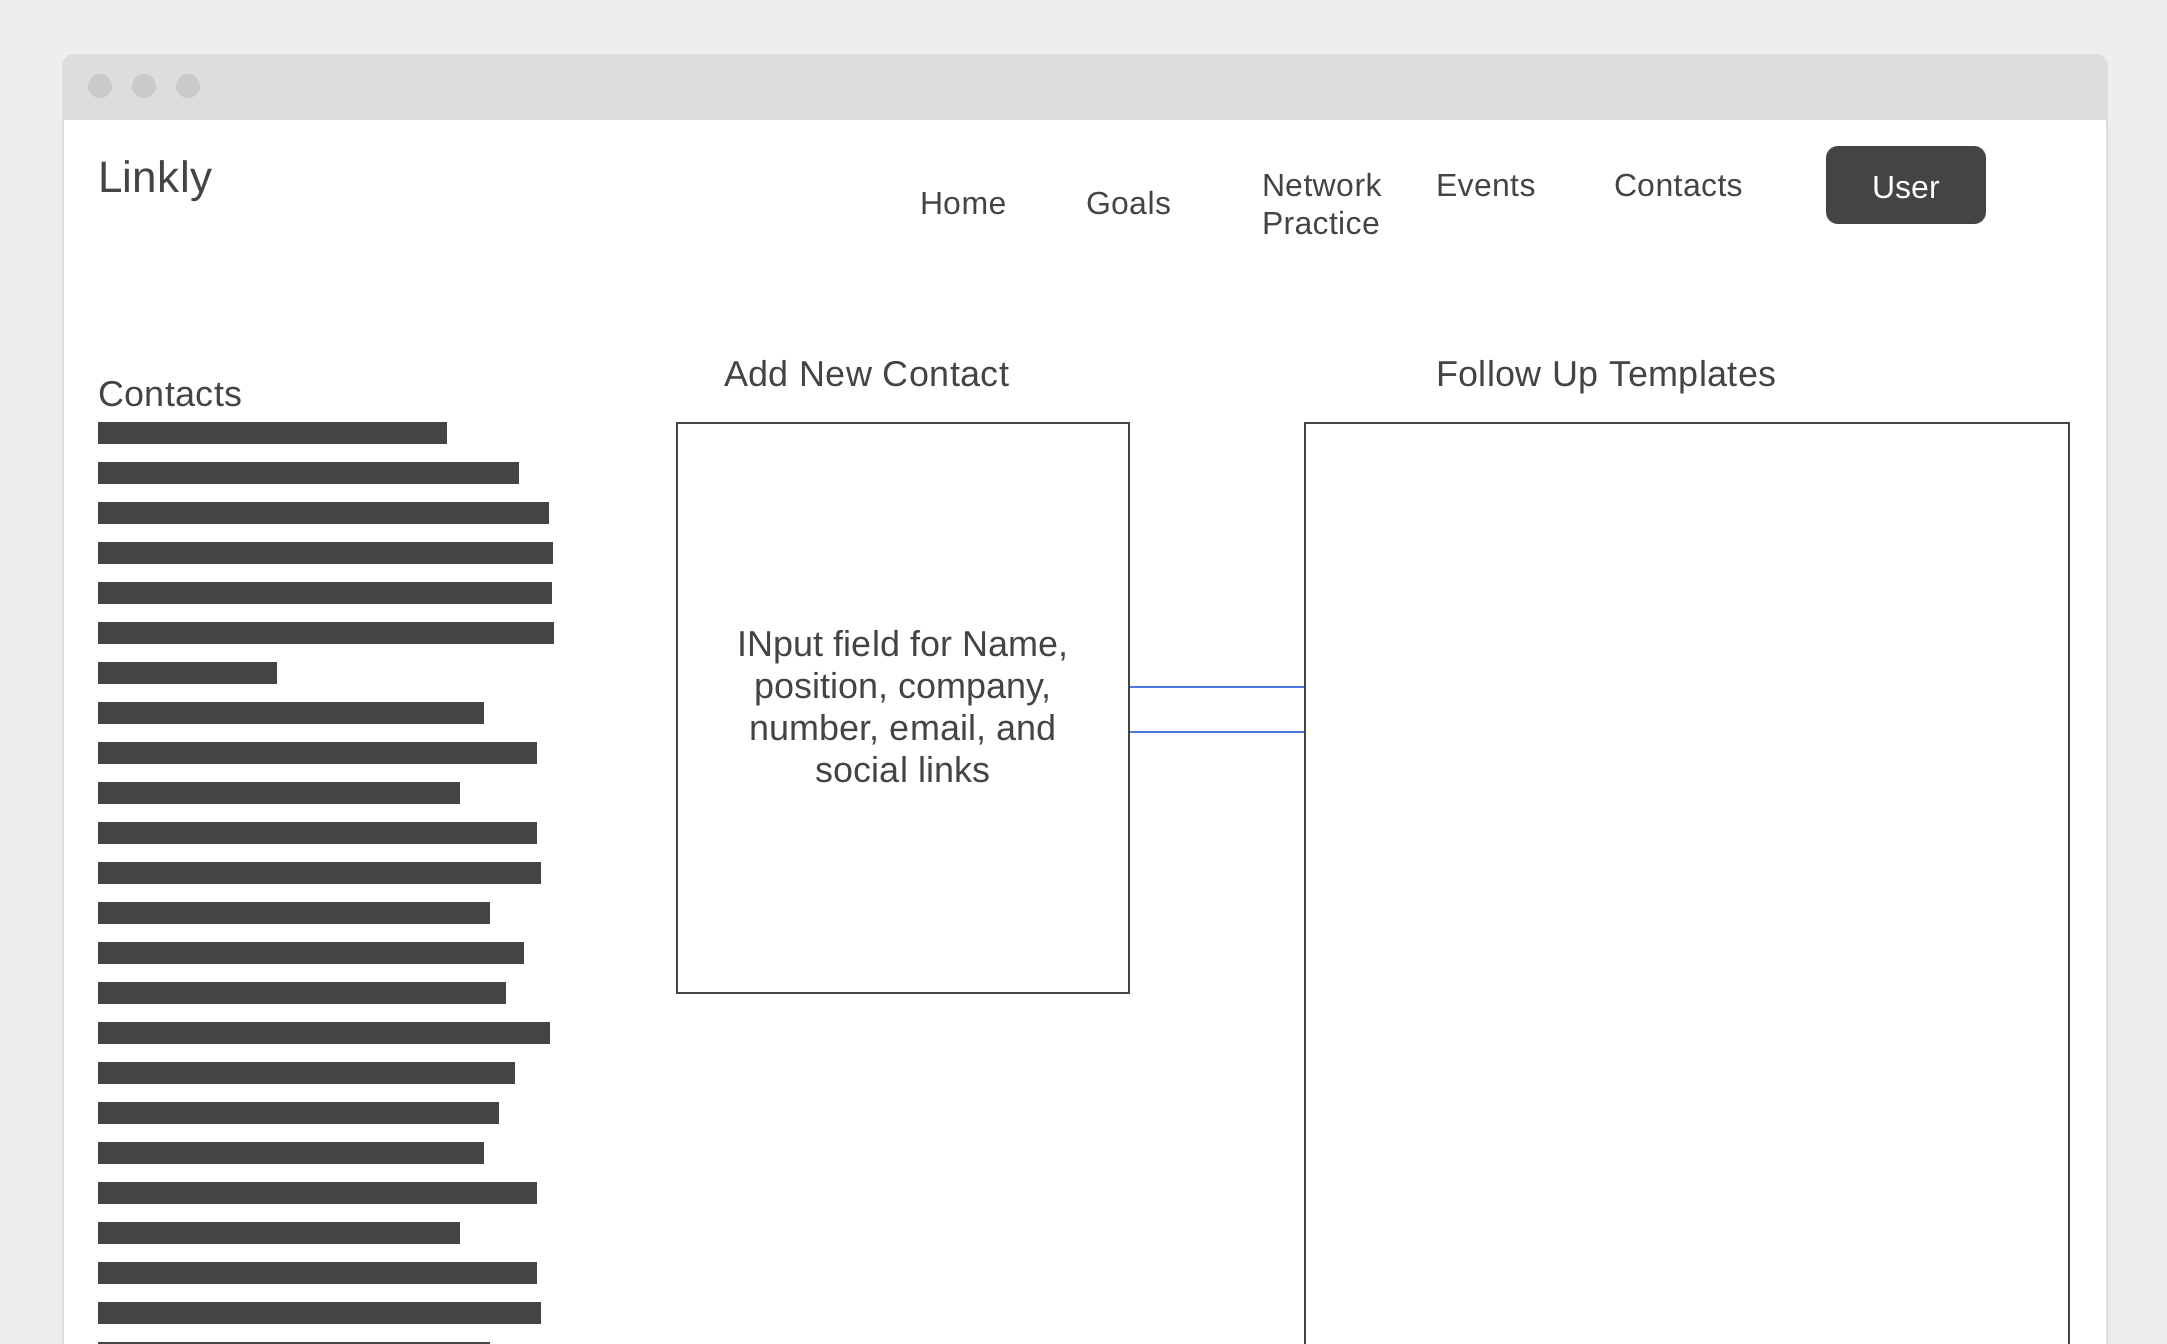 Linkly
Home
Goals
Network
Practice
Events
Contacts
User
Contacts
Add New Contact
INput field for Name,
position, company,
number, email, and
social links
Follow Up Templates